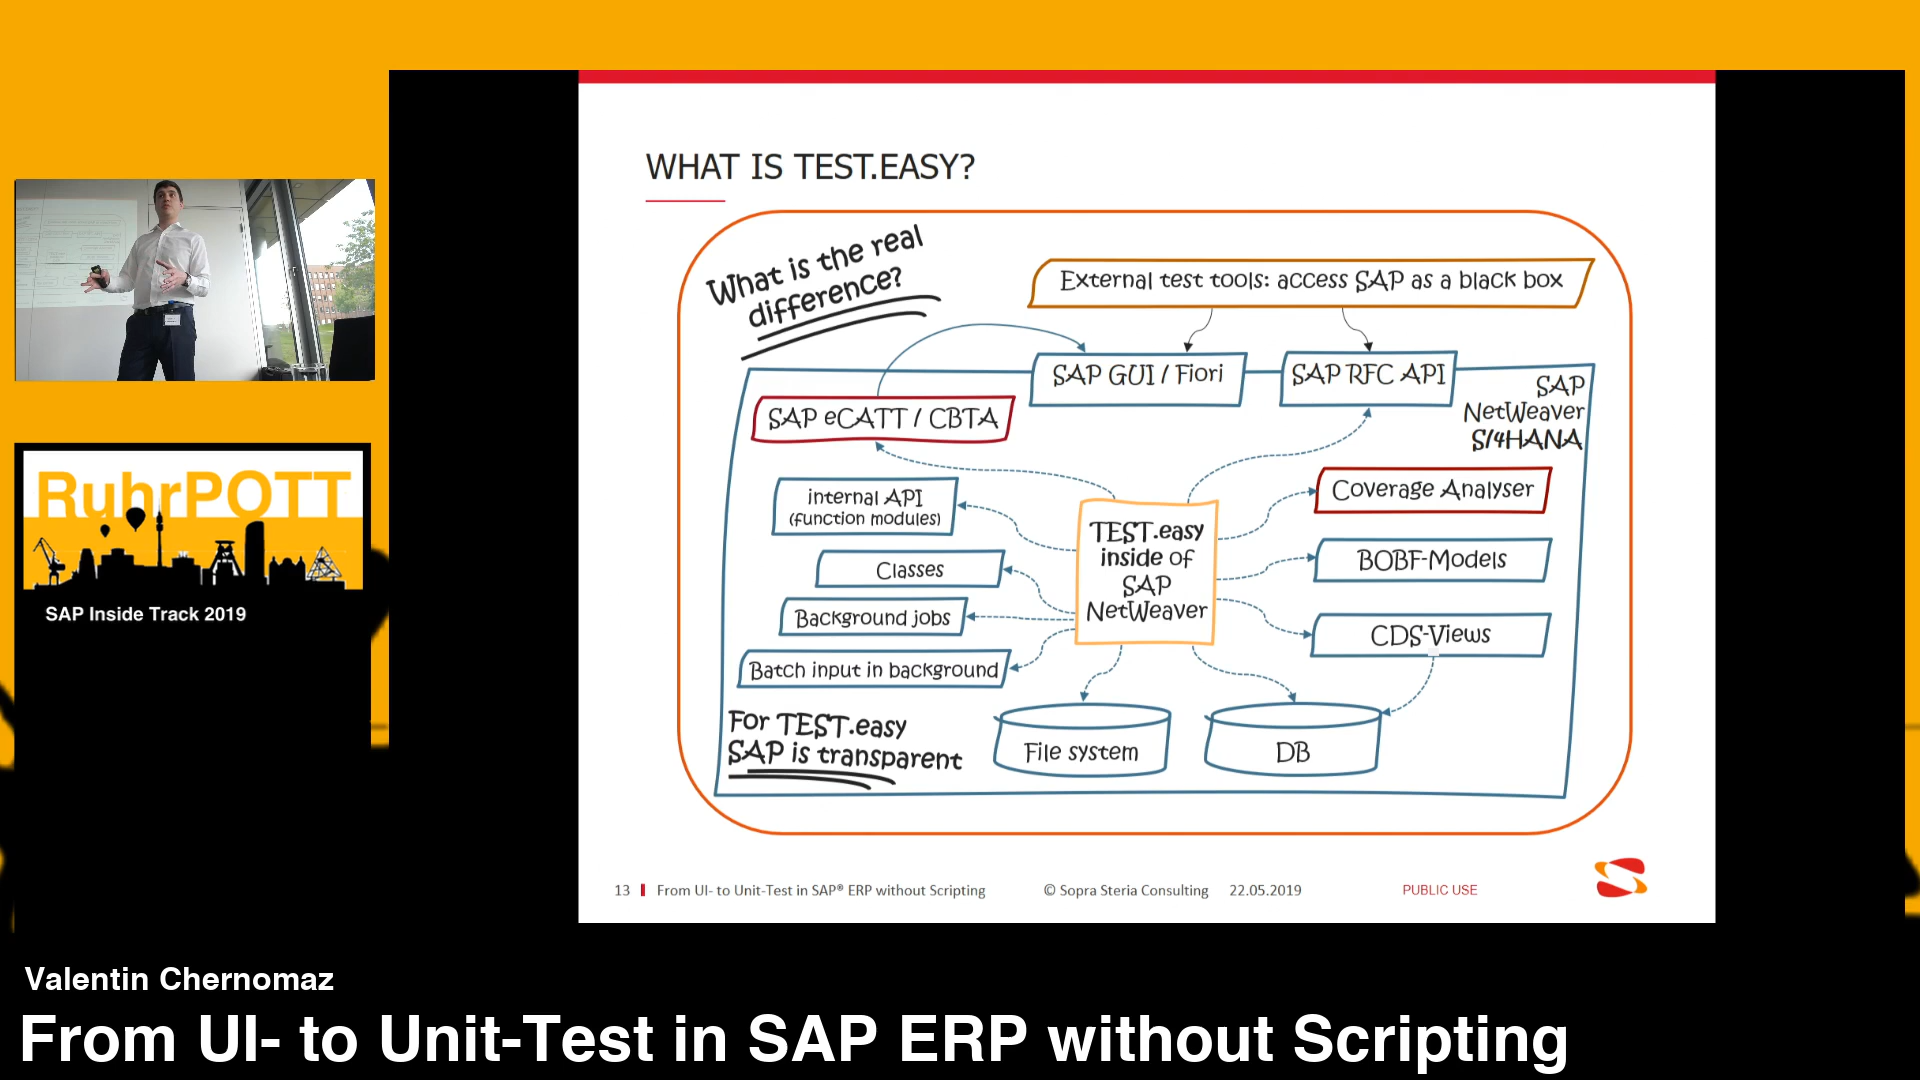 WHAT IS TEST.EASY?
What is the real
difference?
External test tools: access SAP as a black box
SAP GUI / Fiori
SAP RFC API
SAP
NetWeaver
S/4HANA
SAP eCATT / CBTA
internal API
(function modules)
Classes
Background jobs
Batch input in background
TEST.easy
inside of
SAP
NetWeaver
Coverage Analyser
BOBF-Models
CDS-Views
For TEST.easy
SAP is transparent
File system
DB
13 From UI- to Unit-Test in SAP® ERP without Scripting © Sopra Steria Consulting 22.05.2019 PUBLIC USE
RuhrPOTT
SAP Inside Track 2019
Valentin Chernomaz
From UI- to Unit-Test in SAP ERP without Scripting